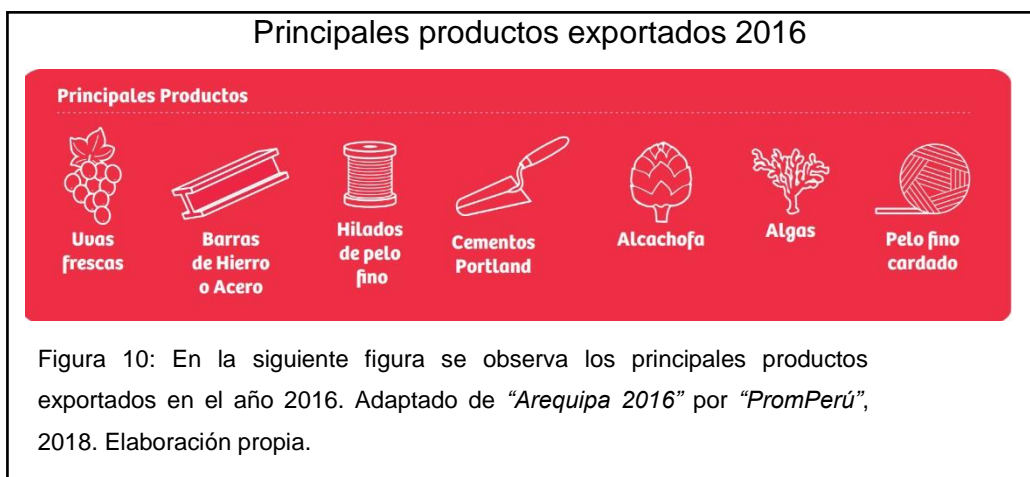 Principales productos exportados 2016
Principales Productos
Uvas
frescas
Barras
de Hierro
o Acero
Hilados
de pelo
fino
Cementos
Portland
Alcachofa
Algas
Pelo fino
cardado
Figura 10: En la siguiente figura se observa los principales productos
exportados en el año 2016. Adaptado de “Arequipa 2016” por “PromPerú”,
2018. Elaboración propia.